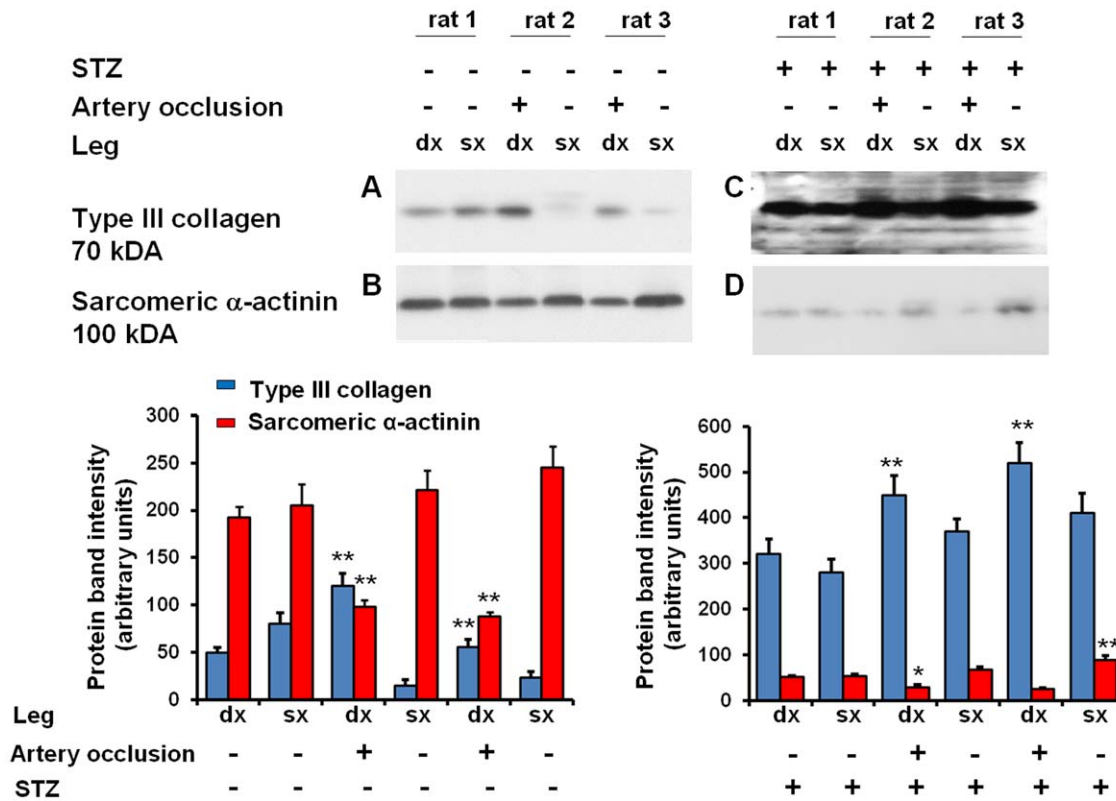 rat 1 rat 2 rat 3 rat 1 rat 2 rat 3
STZ - - - - - - + + + + + +
Artery occlusion - - + - + - - - + - + -
Leg dx sx dx sx dx sx dx sx dx sx dx sx
A C
Type III collagen
70 kDA
B D
Sarcomeric α-actinin
100 kDA
Type III collagen
Sarcomeric α-actinin
Protein band intensity
(arbitrary units)
300
250
200
150
100
50
0
** ** ** **
Protein band intensity
(arbitrary units)
600
500
400
300
200
100
0
** * ** **
Leg dx sx dx sx dx sx dx sx dx sx dx sx
Artery occlusion - - + - + - - - + - + -
STZ - - - - - - + + + + + +